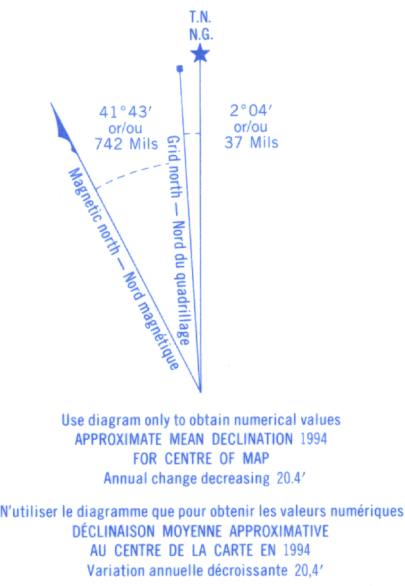 T.N.
N.G.
41°43′
or/ou
742 Mils
2°04′
or/ou
37 Mils
Grid north — Nord du quadrillage
Magnetic north — Nord magnétique
Use diagram only to obtain numerical values
APPROXIMATE MEAN DECLINATION 1994
FOR CENTRE OF MAP
Annual change decreasing 20.4′
N'utiliser le diagramme que pour obtenir les valeurs numériques
DÉCLINAISON MOYENNE APPROXIMATIVE
AU CENTRE DE LA CARTE EN 1994
Variation annuelle décroissante 20,4′